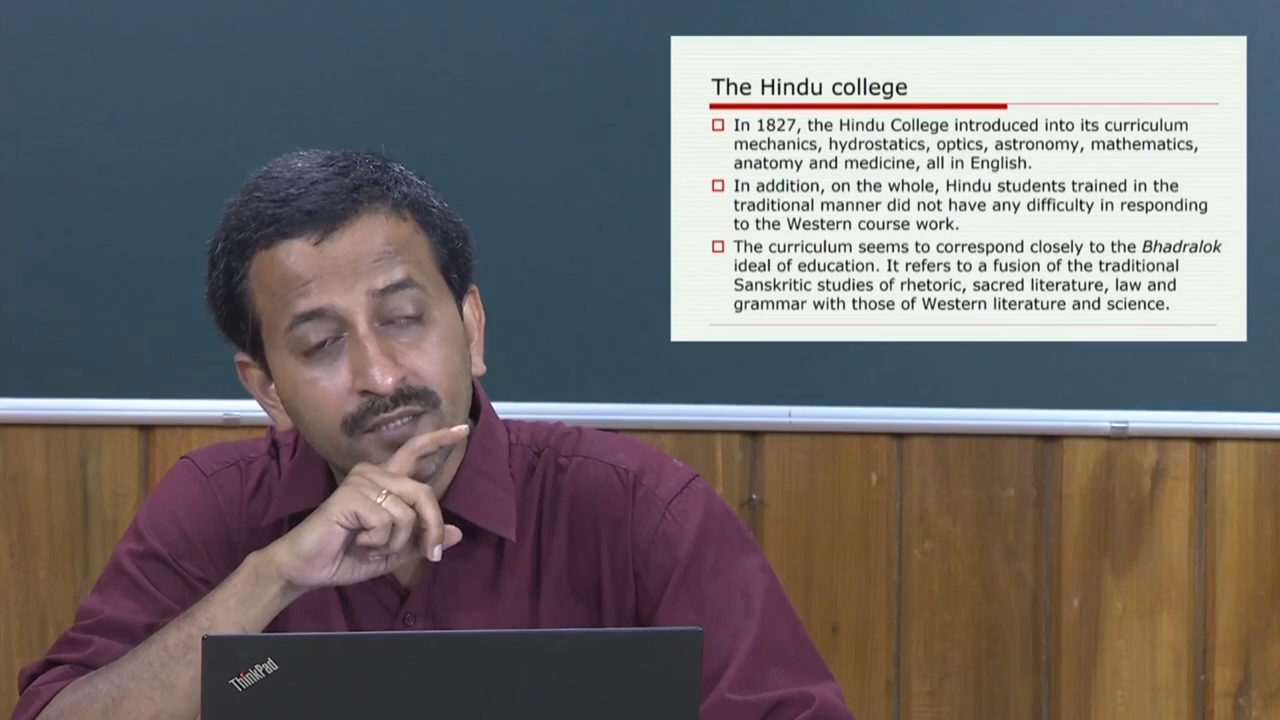 The Hindu college
In 1827, the Hindu College introduced into its curriculum
mechanics, hydrostatics, optics, astronomy, mathematics,
anatomy and medicine, all in English.
In addition, on the whole, Hindu students trained in the
traditional manner did not have any difficulty in responding
to the Western course work.
The curriculum seems to correspond closely to the Bhadralok
ideal of education. It refers to a fusion of the traditional
Sanskritic studies of rhetoric, sacred literature, law and
grammar with those of Western literature and science.
ThinkPad